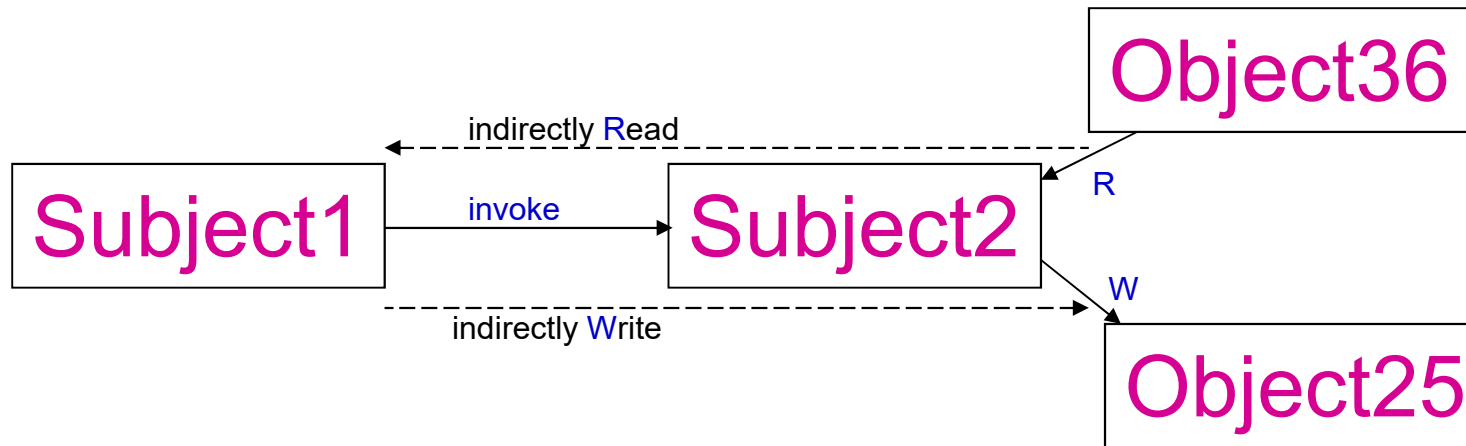 Object36
indirectly Read
R
Subject1
invoke
Subject2
W
indirectly Write
Object25